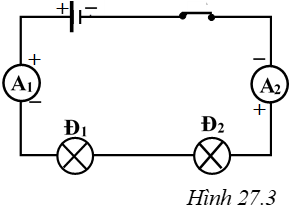 + −
+ −
A1 A2
− +
Đ1 Đ2
Hình 27.3